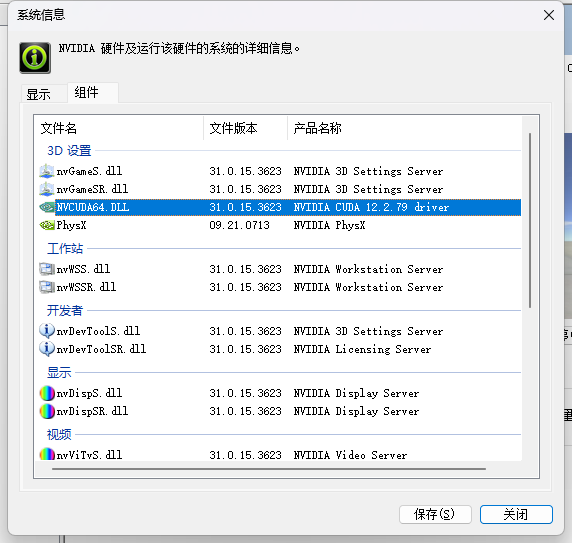 系统信息
NVIDIA 硬件及运行该硬件的系统的详细信息。
显示 组件
文件名 文件版本 产品名称
3D 设置
nvGameS.dll 31.0.15.3623 NVIDIA 3D Settings Server
nvGameSR.dll 31.0.15.3623 NVIDIA 3D Settings Server
NVCUDA64.DLL 31.0.15.3623 NVIDIA CUDA 12.2.79 driver
PhysX 09.21.0713 NVIDIA PhysX
工作站
nvWSS.dll 31.0.15.3623 NVIDIA Workstation Server
nvWSSR.dll 31.0.15.3623 NVIDIA Workstation Server
开发者
nvDevToolS.dll 31.0.15.3623 NVIDIA 3D Settings Server
nvDevToolSR.dll 31.0.15.3623 NVIDIA Licensing Server
显示
nvDispS.dll 31.0.15.3623 NVIDIA Display Server
nvDispSR.dll 31.0.15.3623 NVIDIA Display Server
视频
nvViTvS.dll 31.0.15.3623 NVIDIA Video Server
保存(S) 关闭